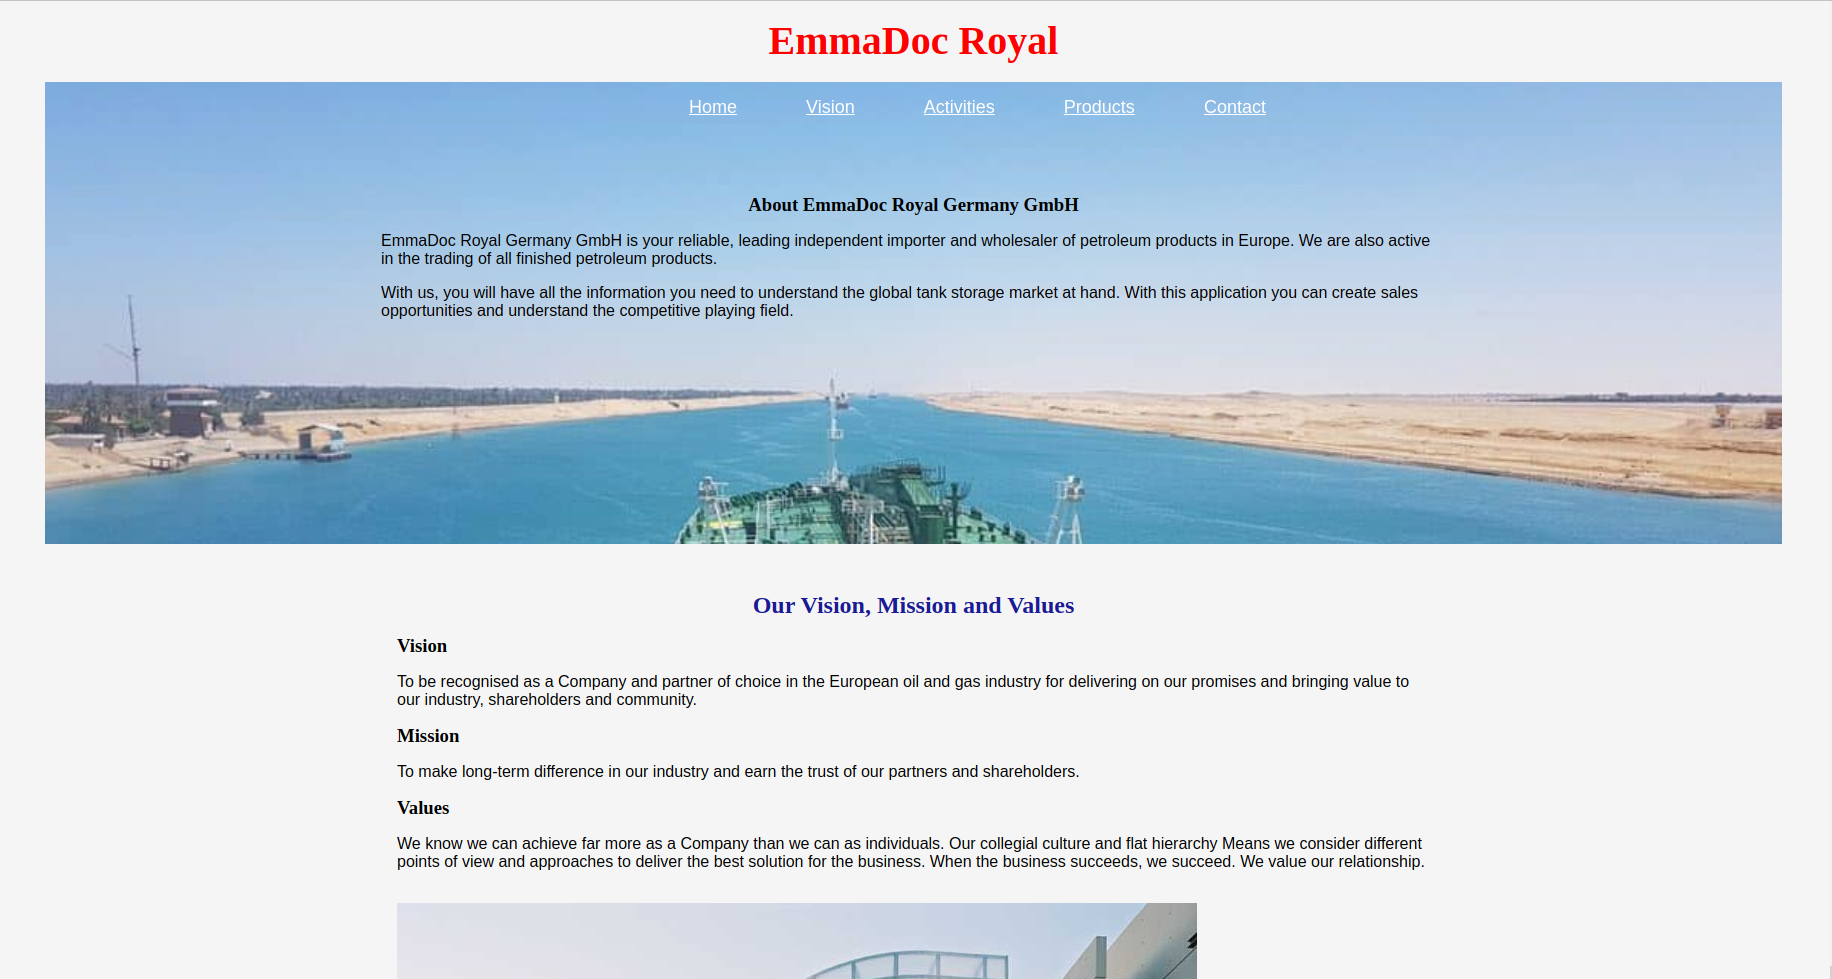 EmmaDoc Royal
Home Vision Activities Products Contact
About EmmaDoc Royal Germany GmbH
EmmaDoc Royal Germany GmbH is your reliable, leading independent importer and wholesaler of petroleum products in Europe. We are also active
in the trading of all finished petroleum products.
With us, you will have all the information you need to understand the global tank storage market at hand. With this application you can create sales
opportunities and understand the competitive playing field.
Our Vision, Mission and Values
Vision
To be recognised as a Company and partner of choice in the European oil and gas industry for delivering on our promises and bringing value to
our industry, shareholders and community.
Mission
To make long-term difference in our industry and earn the trust of our partners and shareholders.
Values
We know we can achieve far more as a Company than we can as individuals. Our collegial culture and flat hierarchy Means we consider different
points of view and approaches to deliver the best solution for the business. When the business succeeds, we succeed. We value our relationship.